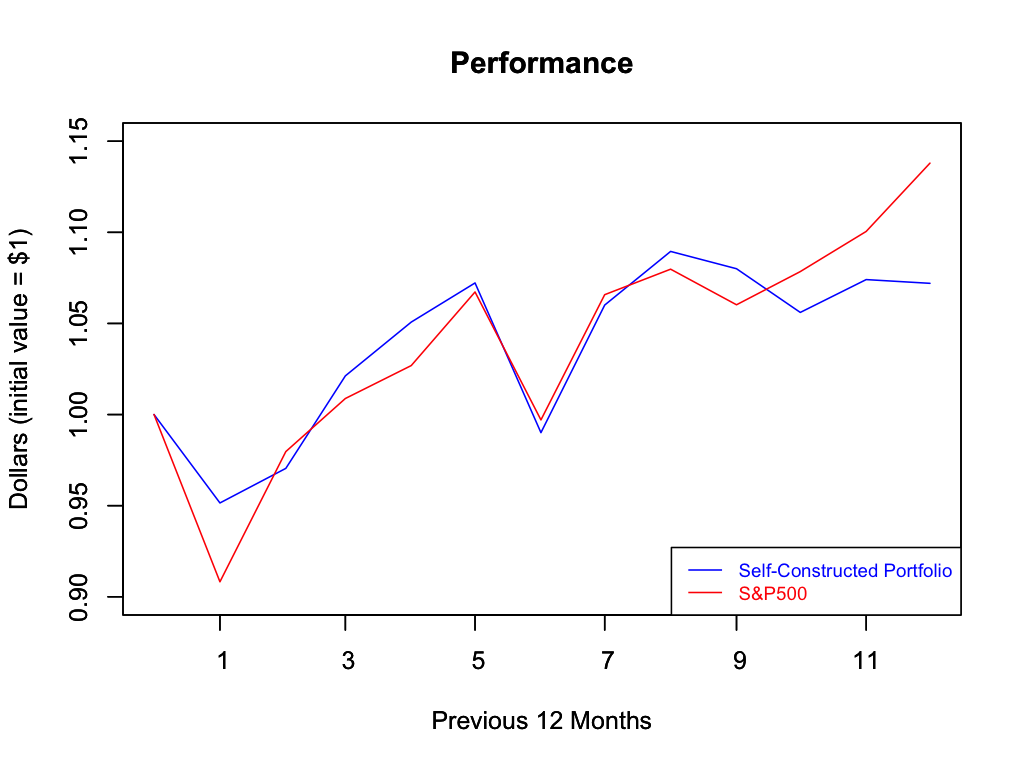 Performance
Dollars (initial value = $1)
1.15
1.10
1.05
1.00
0.95
0.90
Self-Constructed Portfolio
S&P500
1 3 5 7 9 11
Previous 12 Months